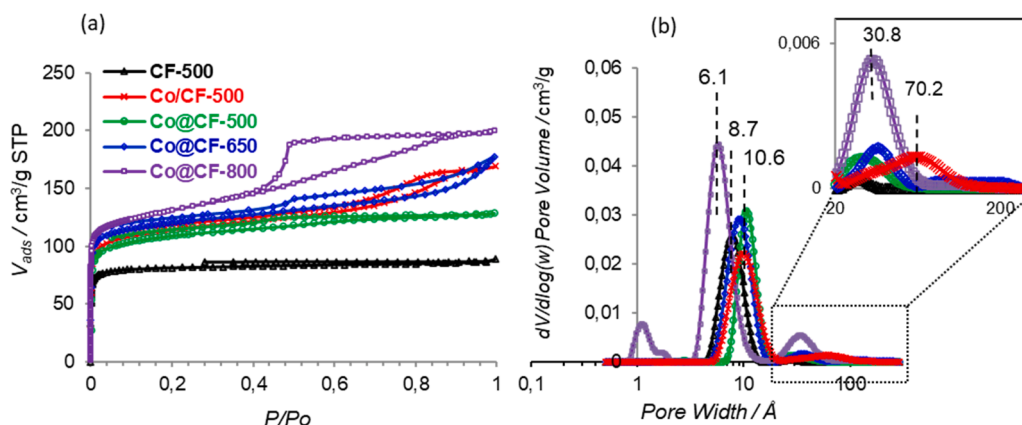 (a)
250
200
150
100
50
0
V_ads / cm³/g STP
CF-500
Co/CF-500
Co@CF-500
Co@CF-650
Co@CF-800
0
0,2
0,4
0,6
0,8
1
P/Po
(b)
0,06
0,05
0,04
0,03
0,02
0,01
0
dV/dlog(w) Pore Volume / cm³/g
6.1
8.7
10.6
0,1
1
10
100
Pore Width / Å
0,006
0
30.8
70.2
20
200